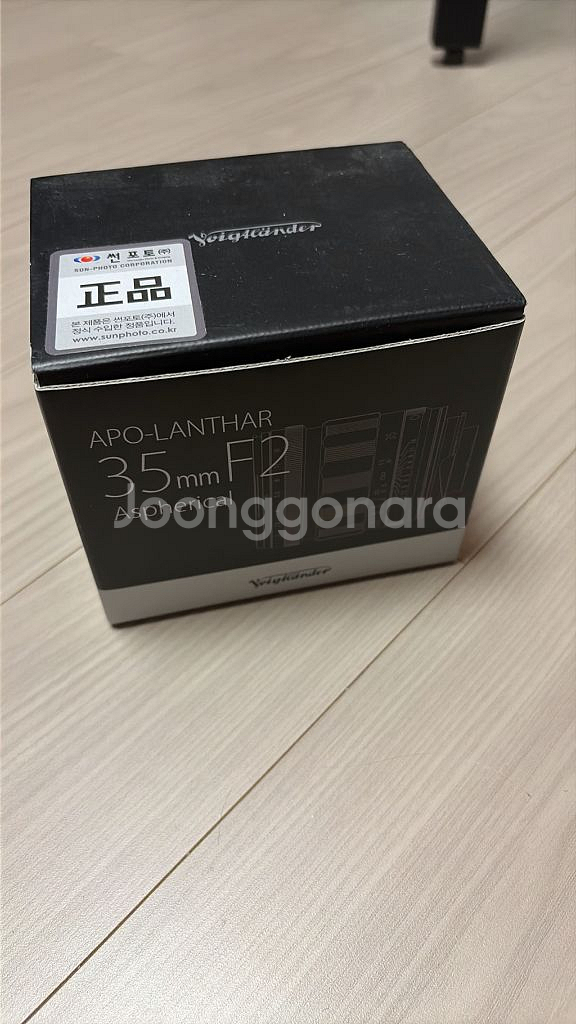 Voigtländer
썬 포토(주)
SUN-PHOTO CORPORATION
正品
본 제품은 썬포토(주)에서
정식 수입한 정품입니다.
www.sunphoto.co.kr
APO-LANTHAR
35mm F2
Aspherical
Joonggonara
Voigtländer